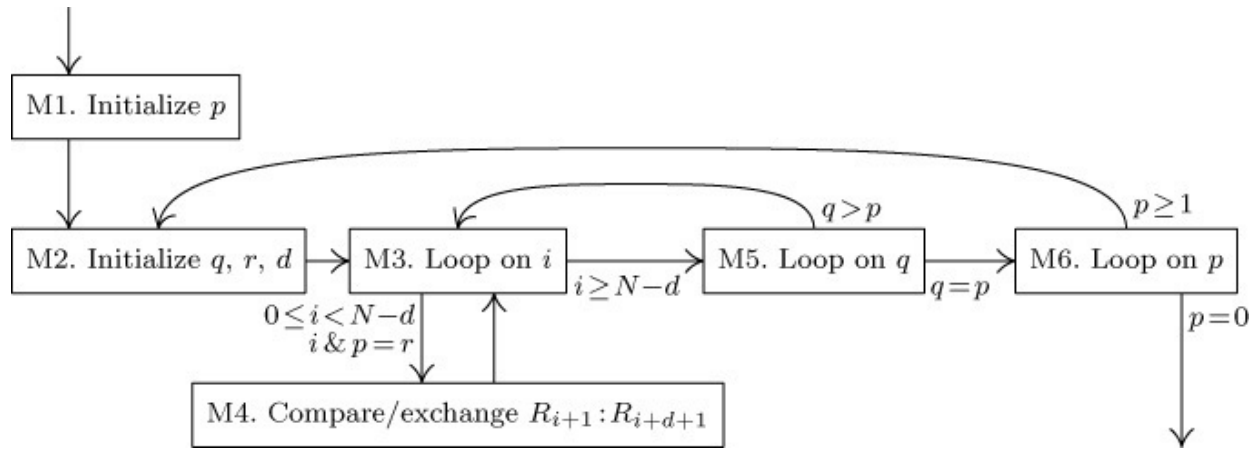 M1. Initialize p
p ≥ 1
q > p
M2. Initialize q, r, d
M3. Loop on i
M5. Loop on q
M6. Loop on p
i ≥ N−d
q = p
0 ≤ i < N−d
p = 0
i & p = r
M4. Compare/exchange R_{i+1} : R_{i+d+1}